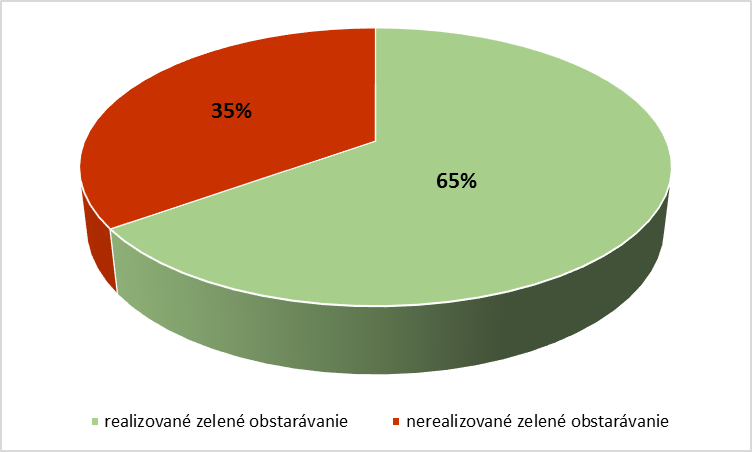 35%
65%
realizované zelené obstarávanie
nerealizované zelené obstarávanie